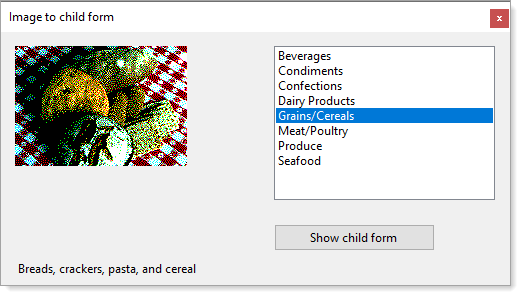 Image to child form
x
Beverages
Condiments
Confections
Dairy Products
Grains/Cereals
Meat/Poultry
Produce
Seafood
Show child form
Breads, crackers, pasta, and cereal